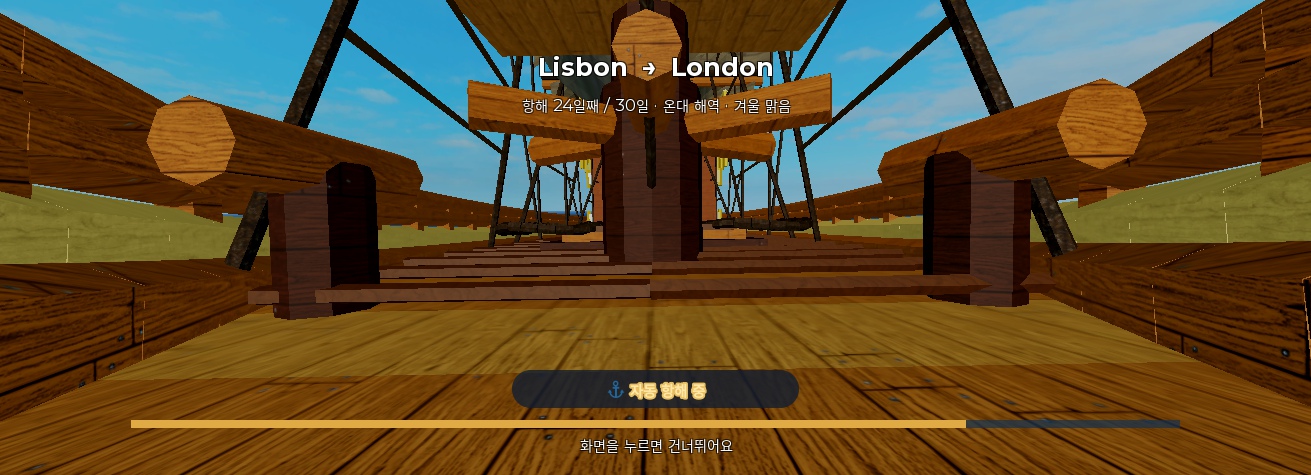 Lisbon → London
항해 24일째 / 30일 · 온대 해역 · 겨울 맑음
⚓ 자동 항해 중
화면을 누르면 건너뛰어요